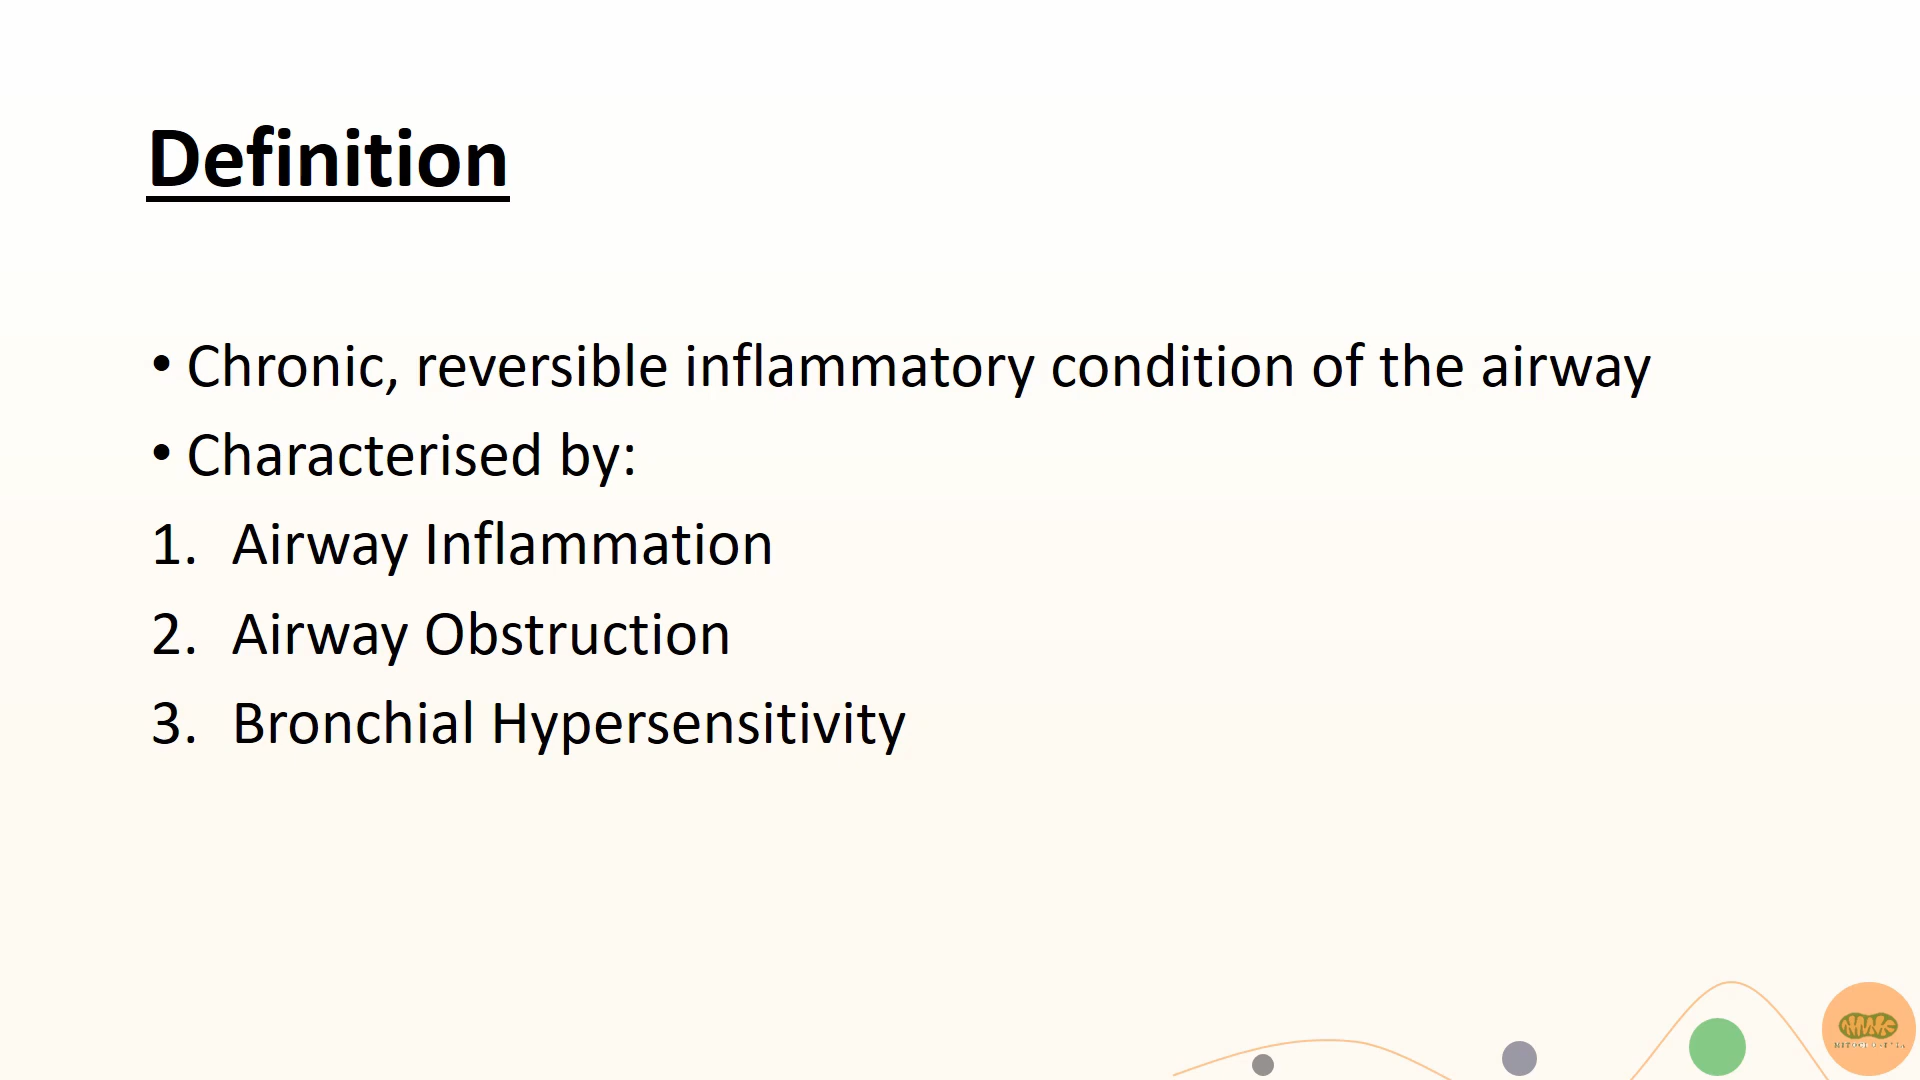 Definition
• Chronic, reversible inflammatory condition of the airway
• Characterised by:
1. Airway Inflammation
2. Airway Obstruction
3. Bronchial Hypersensitivity